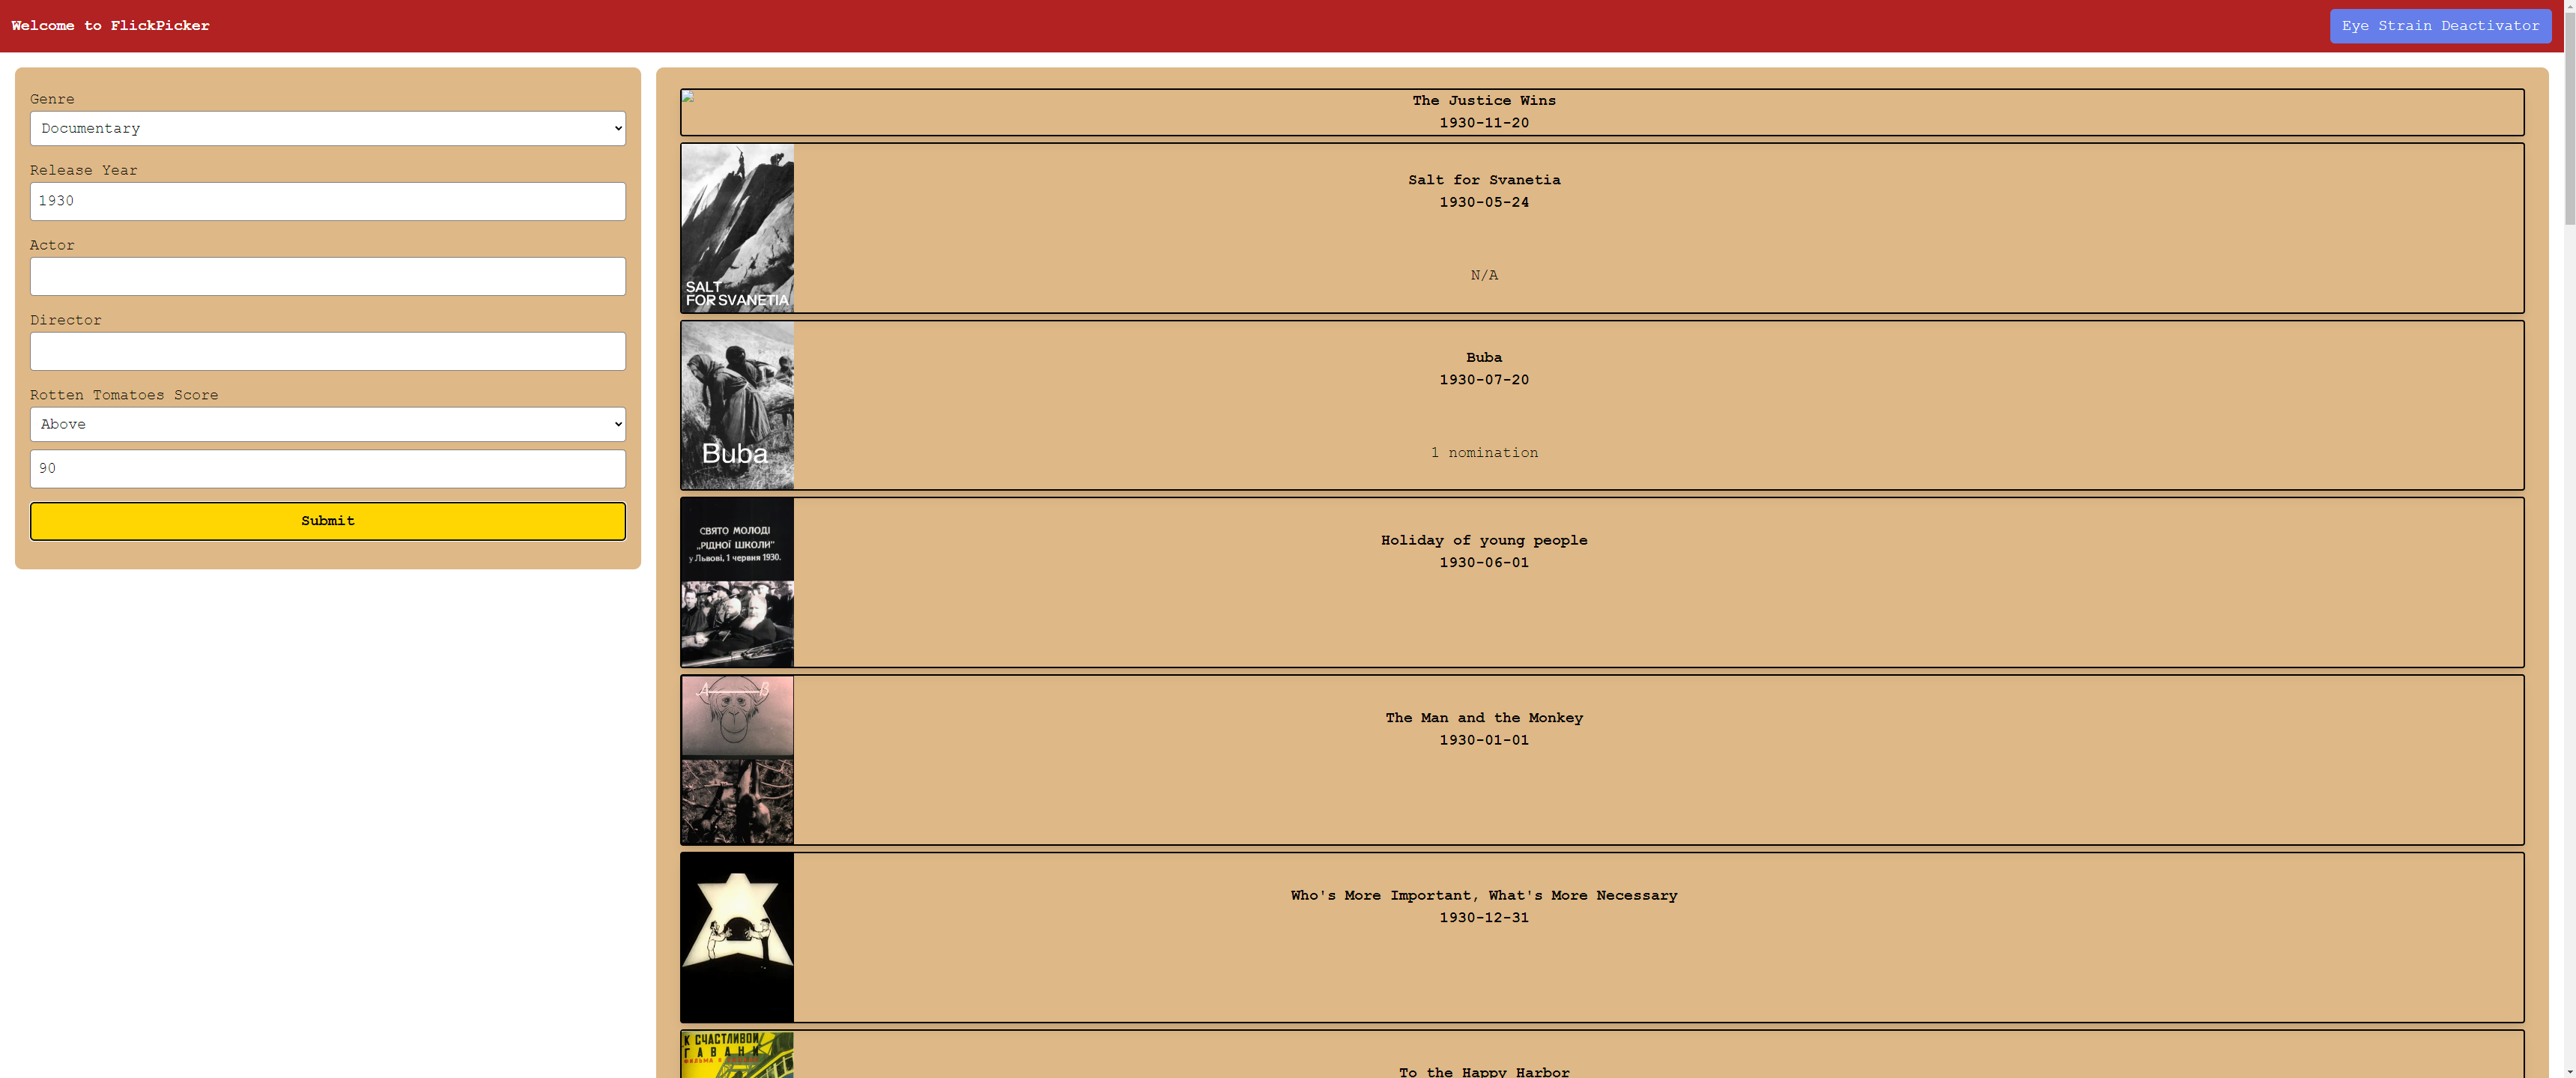 Welcome to FlickPicker
Eye Strain Deactivator
Genre
Documentary
Release Year
1930
Actor
Director
Rotten Tomatoes Score
Above
90
Submit
The Justice Wins
1930-11-20
SALT
FOR SVANETIA
Salt for Svanetia
1930-05-24
N/A
Buba
Buba
1930-07-20
1 nomination
СВЯТО МОЛОДІ
„РІДНОЇ ШКОЛИ"
у Львові, 1 червня 1930.
Holiday of young people
1930-06-01
A B
The Man and the Monkey
1930-01-01
Who's More Important, What's More Necessary
1930-12-31
К СЧАСТЛИВОЙ
ГАВАНИ
To the Happy Harbor